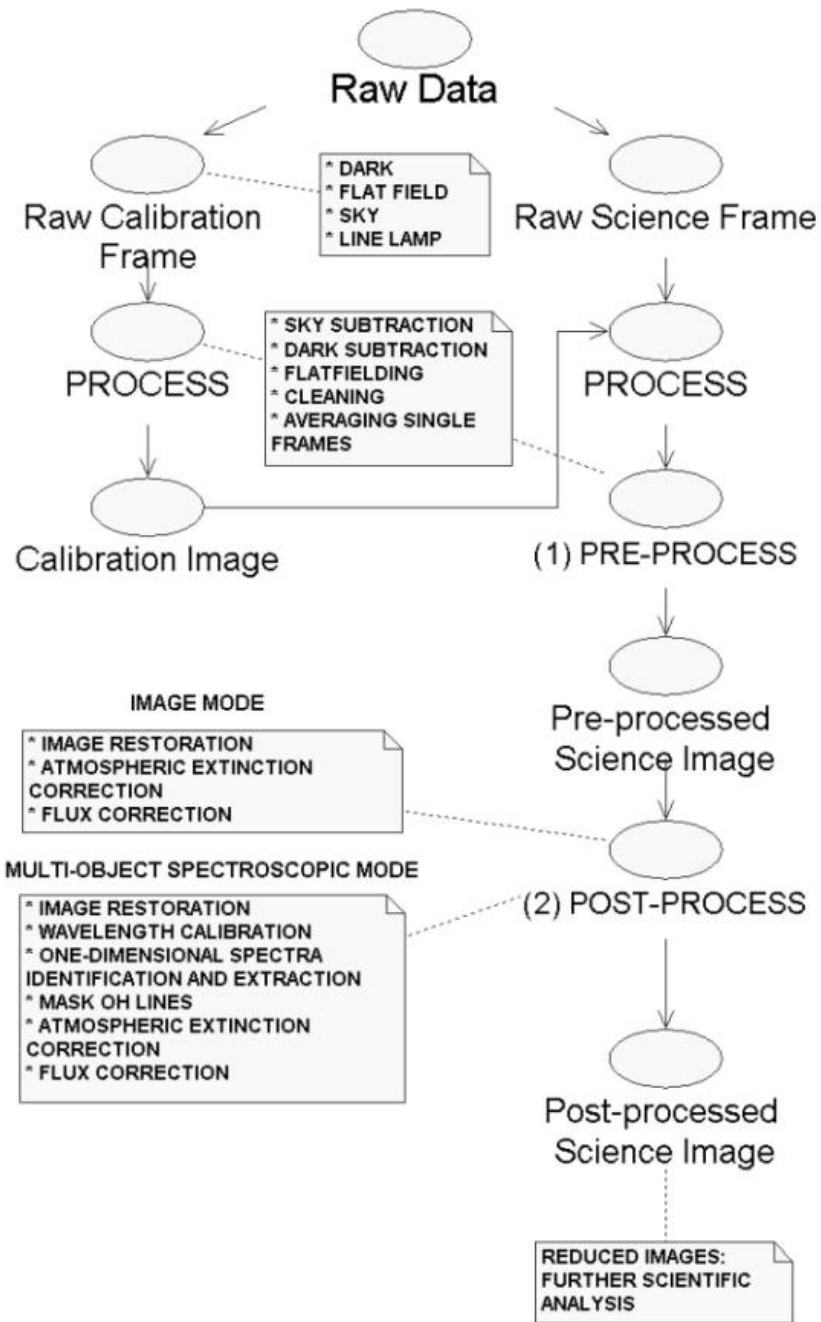 Raw Data
* DARK
* FLAT FIELD
* SKY
* LINE LAMP
Raw Calibration
Frame
Raw Science Frame
* SKY SUBTRACTION
* DARK SUBTRACTION
* FLATFIELDING
* CLEANING
* AVERAGING SINGLE
FRAMES
PROCESS
PROCESS
Calibration Image
(1) PRE-PROCESS
IMAGE MODE
* IMAGE RESTORATION
* ATMOSPHERIC EXTINCTION
CORRECTION
* FLUX CORRECTION
Pre-processed
Science Image
MULTI-OBJECT SPECTROSCOPIC MODE
* IMAGE RESTORATION
* WAVELENGTH CALIBRATION
* ONE-DIMENSIONAL SPECTRA
IDENTIFICATION AND EXTRACTION
* MASK OH LINES
* ATMOSPHERIC EXTINCTION
CORRECTION
* FLUX CORRECTION
(2) POST-PROCESS
Post-processed
Science Image
REDUCED IMAGES:
FURTHER SCIENTIFIC
ANALYSIS